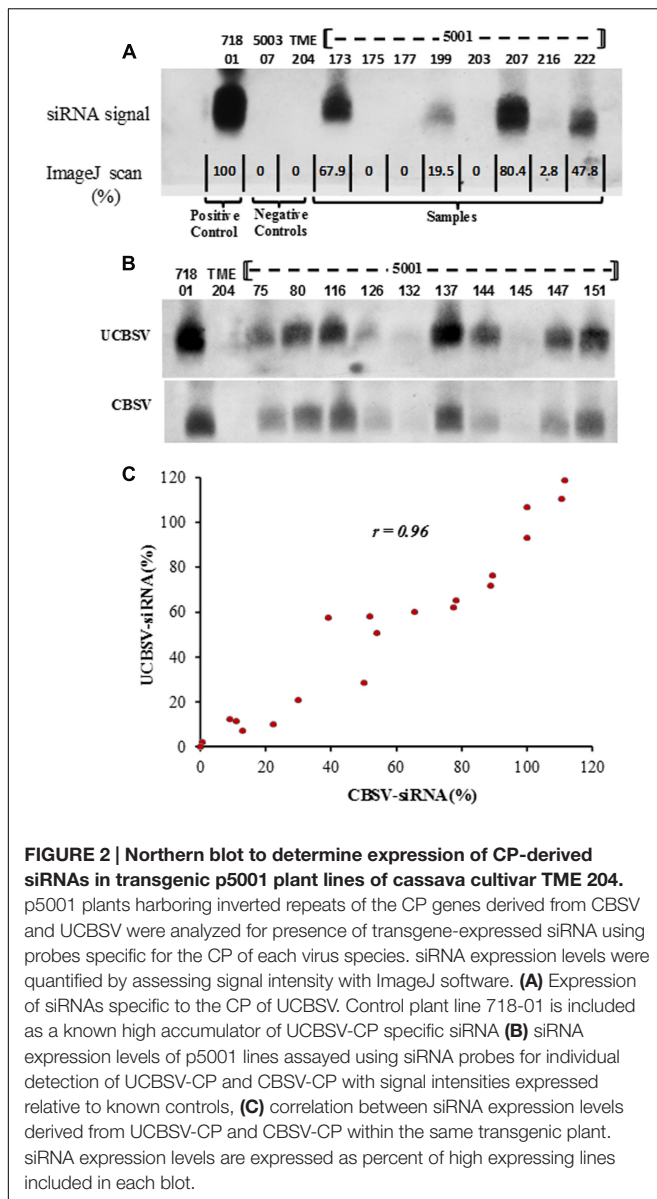 A
718 5003 TME 5001
01 07 204 173 175 177 199 203 207 216 222
siRNA signal
ImageJ scan (%)
100 0 0 67.9 0 0 19.5 0 80.4 2.8 47.8
Positive Control
Negative Controls
Samples
B
718 TME 5001
01 204 75 80 116 126 132 137 144 145 147 151
UCBSV
CBSV
C
120
100
80
60
40
20
0
UCBSV-siRNA(%)
r = 0.96
0 20 40 60 80 100 120
CBSV-siRNA(%)
FIGURE 2 | Northern blot to determine expression of CP-derived
siRNAs in transgenic p5001 plant lines of cassava cultivar TME 204.
p5001 plants harboring inverted repeats of the CP genes derived from CBSV
and UCBSV were analyzed for presence of transgene-expressed siRNA using
probes specific for the CP of each virus species. siRNA expression levels were
quantified by assessing signal intensity with ImageJ software. (A) Expression
of siRNAs specific to the CP of UCBSV. Control plant line 718-01 is included
as a known high accumulator of UCBSV-CP specific siRNA (B) siRNA
expression levels of p5001 lines assayed using siRNA probes for individual
detection of UCBSV-CP and CBSV-CP with signal intensities expressed
relative to known controls, (C) correlation between siRNA expression levels
derived from UCBSV-CP and CBSV-CP within the same transgenic plant.
siRNA expression levels are expressed as percent of high expressing lines
included in each blot.